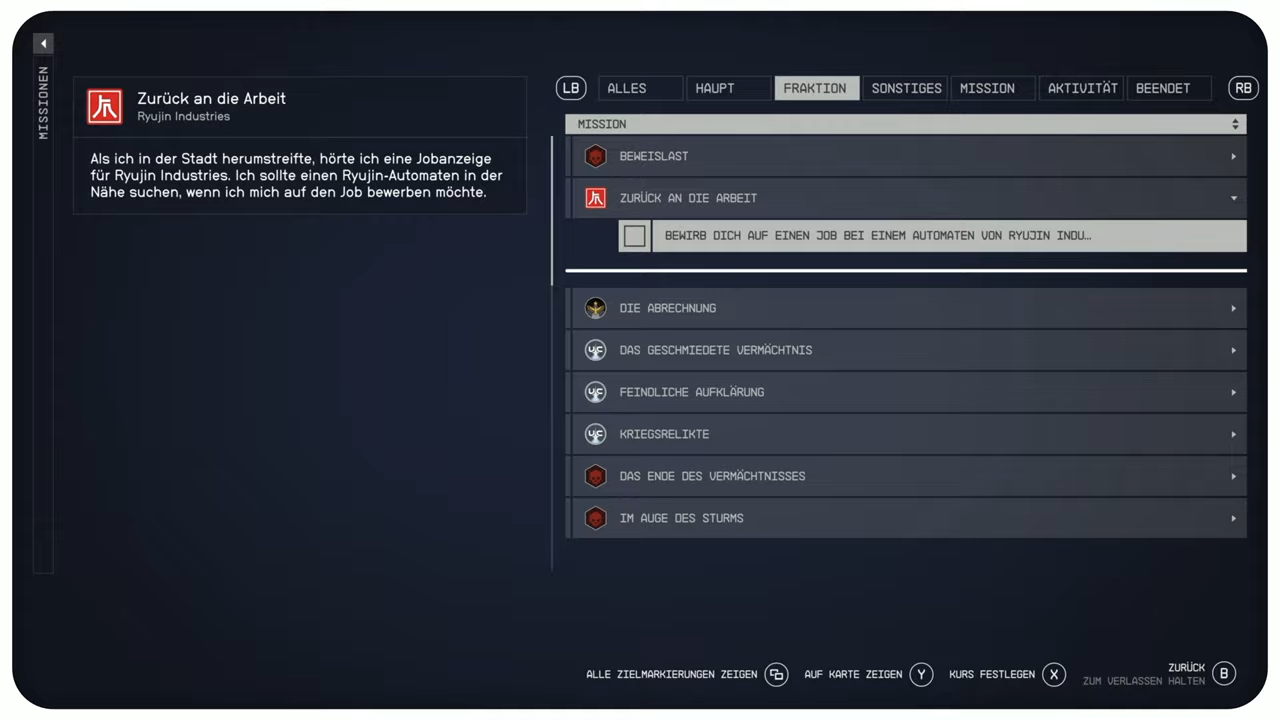 MISSIONEN
Zurück an die Arbeit
Ryujin Industries
Als ich in der Stadt herumstreifte, hörte ich eine Jobanzeige
für Ryujin Industries. Ich sollte einen Ryujin-Automaten in der
Nähe suchen, wenn ich mich auf den Job bewerben möchte.
LB ALLES HAUPT FRAKTION SONSTIGES MISSION AKTIVITÄT BEENDET RB
MISSION
BEWEISLAST
ZURÜCK AN DIE ARBEIT
BEWIRB DICH AUF EINEN JOB BEI EINEM AUTOMATEN VON RYUJIN INDU...
DIE ABRECHNUNG
UC DAS GESCHMIEDETE VERMÄCHTNIS
UC FEINDLICHE AUFKLÄRUNG
UC KRIEGSRELIKTE
DAS ENDE DES VERMÄCHTNISSES
IM AUGE DES STURMS
ALLE ZIELMARKIERUNGEN ZEIGEN AUF KARTE ZEIGEN Y KURS FESTLEGEN X ZURÜCK B
ZUM VERLASSEN HALTEN